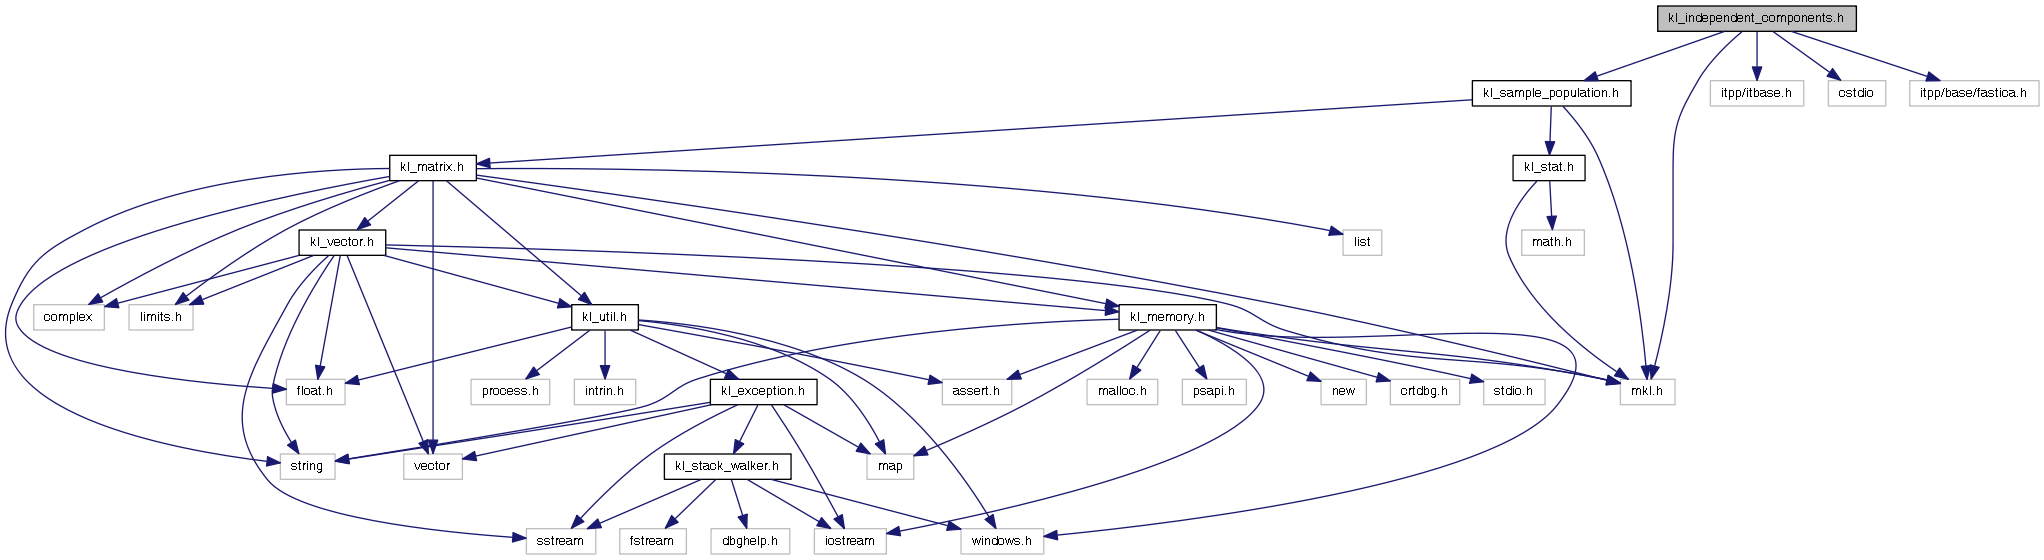 kl_independent_components.h
kl_sample_population.h
itpp/itbase.h
cstdio
itpp/base/fastica.h
kl_matrix.h
kl_stat.h
kl_vector.h
list
math.h
complex
limits.h
kl_util.h
kl_memory.h
float.h
process.h
intrin.h
kl_exception.h
assert.h
malloc.h
psapi.h
new
crtdbg.h
stdio.h
mkl.h
string
vector
kl_stack_walker.h
map
sstream
fstream
dbghelp.h
iostream
windows.h